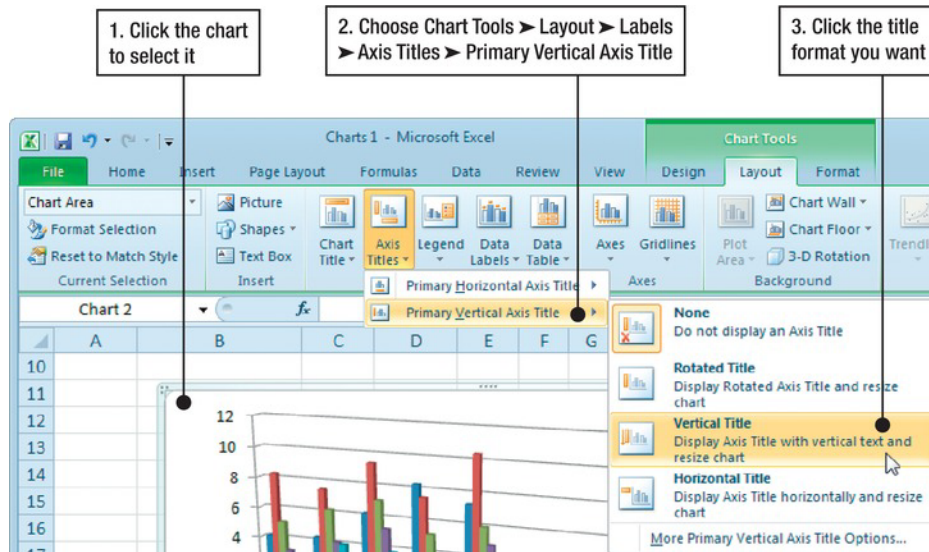 1. Click the chart
to select it
2. Choose Chart Tools ➤ Layout ➤ Labels
➤ Axis Titles ➤ Primary Vertical Axis Title
3. Click the title
format you want
Charts 1 - Microsoft Excel
Chart Tools
File Home Insert Page Layout Formulas Data Review View Design Layout Format
Chart Area
Format Selection
Reset to Match Style
Current Selection
Picture
Shapes
Text Box
Insert
Chart
Title
Axis
Titles
Legend
Data
Labels
Data
Table
Axes
Gridlines
Axes
Plot
Area
Chart Wall
Chart Floor
3-D Rotation
Background
Trendl
Primary Horizontal Axis Title
Primary Vertical Axis Title
Chart 2
fx
A B C D E F G
10
11
12
13
14
15
16
12
10
8
6
4
None
Do not display an Axis Title
Rotated Title
Display Rotated Axis Title and resize
chart
Vertical Title
Display Axis Title with vertical text and
resize chart
Horizontal Title
Display Axis Title horizontally and resize
chart
More Primary Vertical Axis Title Options...